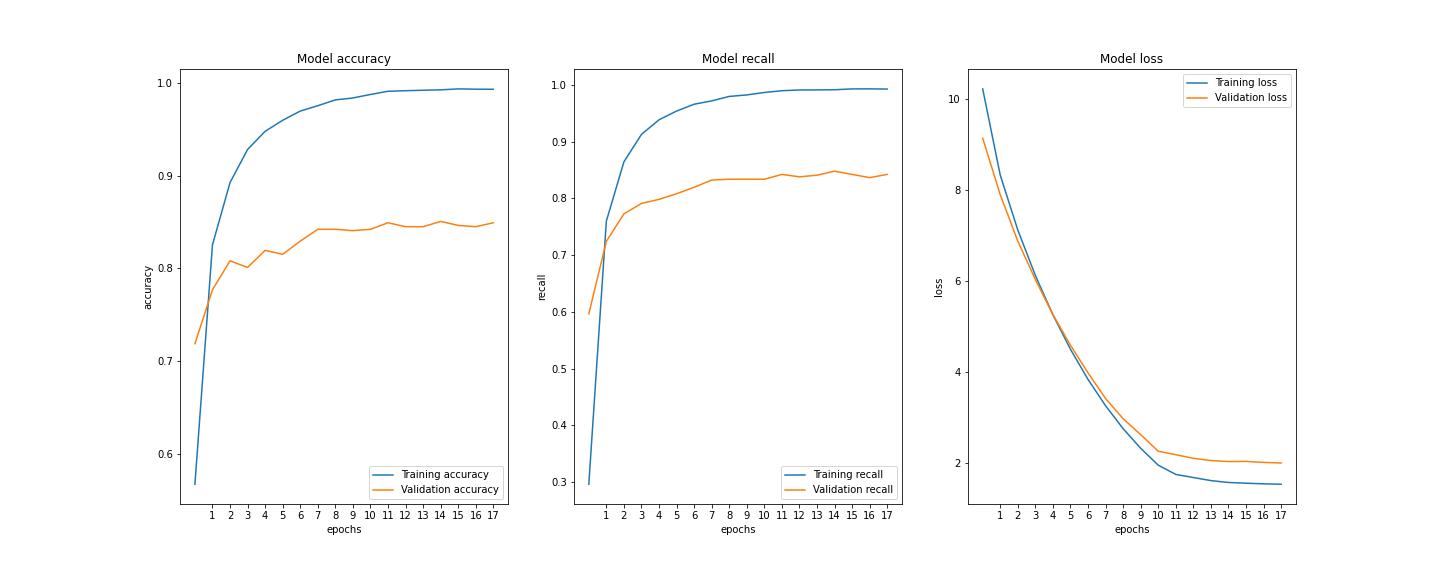 Model accuracy
1.0
0.9
0.8
0.7
0.6
accuracy
Training accuracy
Validation accuracy
1 2 3 4 5 6 7 8 9 10 11 12 13 14 15 16 17
epochs
Model recall
1.0
0.9
0.8
0.7
0.6
0.5
0.4
0.3
recall
Training recall
Validation recall
1 2 3 4 5 6 7 8 9 10 11 12 13 14 15 16 17
epochs
Model loss
Training loss
Validation loss
10
8
6
4
2
loss
1 2 3 4 5 6 7 8 9 10 11 12 13 14 15 16 17
epochs